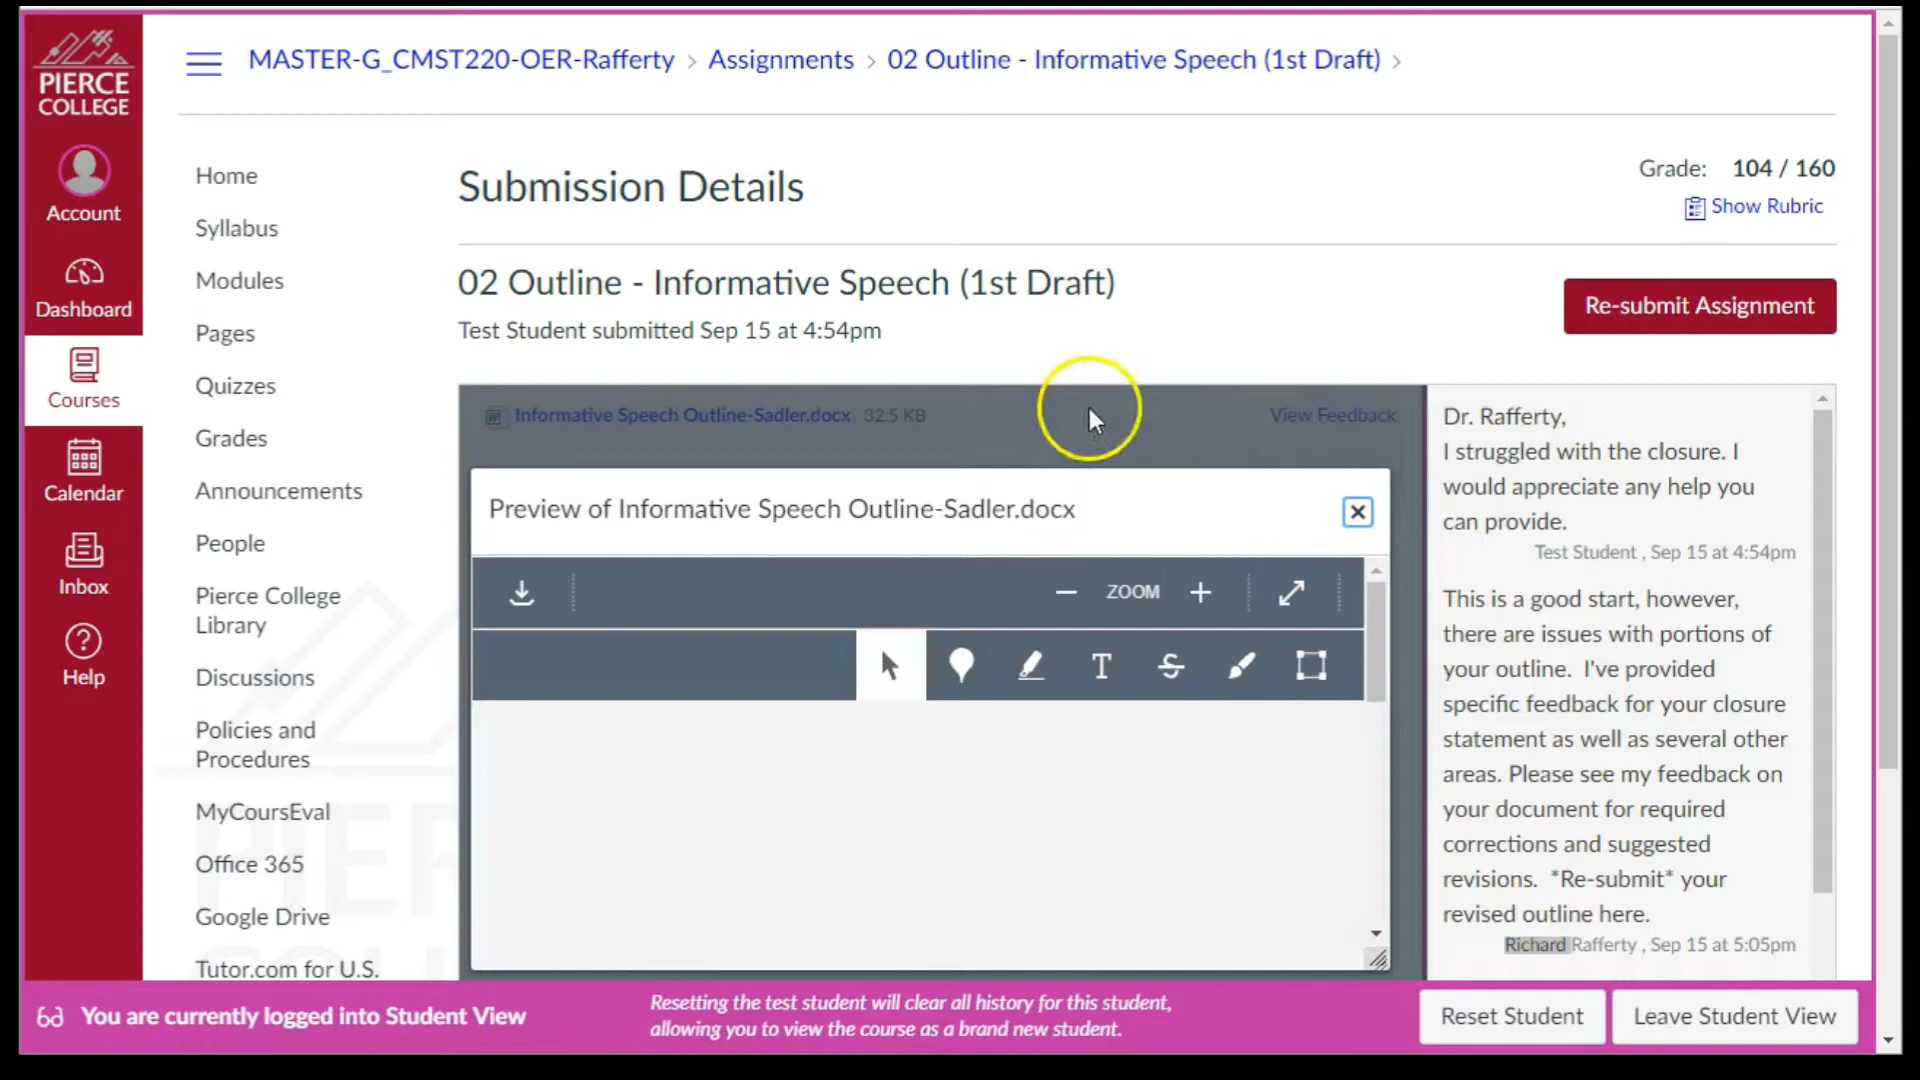 PIERCE
COLLEGE
Account
Dashboard
Courses
Calendar
Inbox
Help
MASTER-G_CMST220-OER-Rafferty > Assignments > 02 Outline - Informative Speech (1st Draft) >
Home
Syllabus
Modules
Pages
Quizzes
Grades
Announcements
People
Pierce College
Library
Discussions
Policies and
Procedures
MyCoursEval
Office 365
Google Drive
Tutor.com for U.S.
Submission Details
Grade: 104 / 160
Show Rubric
02 Outline - Informative Speech (1st Draft)
Test Student submitted Sep 15 at 4:54pm
Re-submit Assignment
Informative Speech Outline-Sadler.docx 32.5 KB
View Feedback
Preview of Informative Speech Outline-Sadler.docx
ZOOM
Dr. Rafferty,
I struggled with the closure. I
would appreciate any help you
can provide.
Test Student , Sep 15 at 4:54pm
This is a good start, however,
there are issues with portions of
your outline. I've provided
specific feedback for your closure
statement as well as several other
areas. Please see my feedback on
your document for required
corrections and suggested
revisions. *Re-submit* your
revised outline here.
Richard Rafferty , Sep 15 at 5:05pm
You are currently logged into Student View
Resetting the test student will clear all history for this student,
allowing you to view the course as a brand new student.
Reset Student
Leave Student View